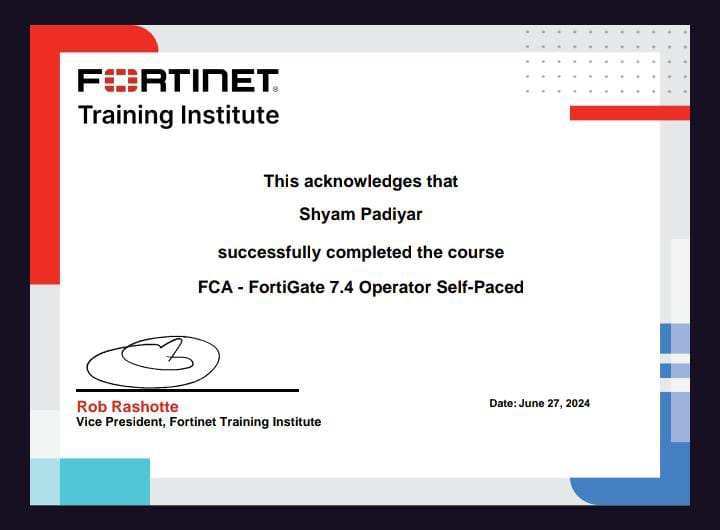 FORTINET®
Training Institute
This acknowledges that
Shyam Padiyar
successfully completed the course
FCA - FortiGate 7.4 Operator Self-Paced
Rob Rashotte
Vice President, Fortinet Training Institute
Date: June 27, 2024